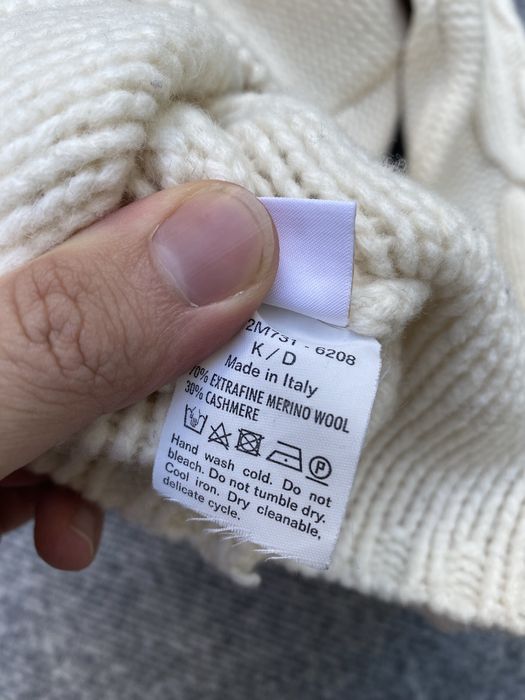 2M731 - 6208
K / D
Made in Italy
70% EXTRAFINE MERINO WOOL
30% CASHMERE
P
Hand wash cold. Do not
bleach. Do not tumble dry.
Cool iron. Dry cleanable,
delicate cycle.